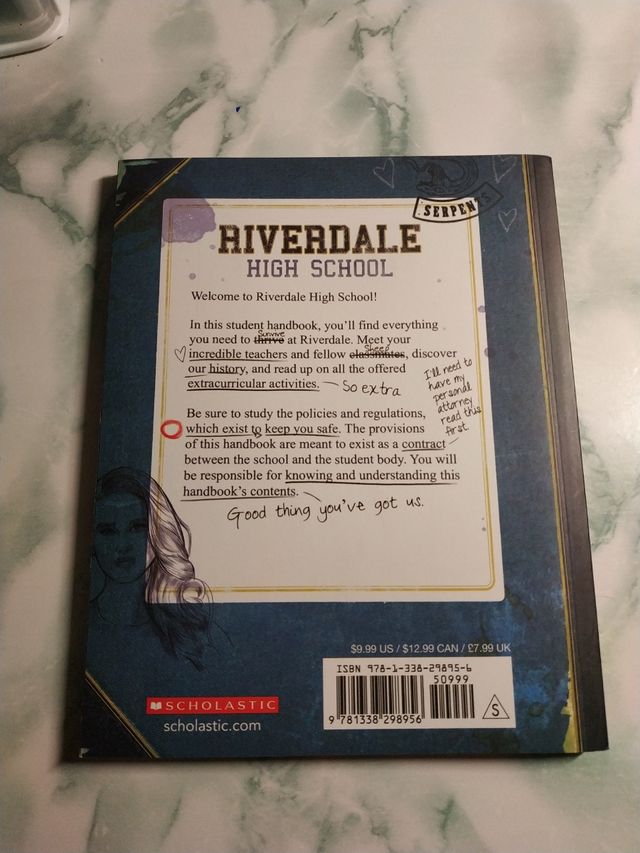 SERPEN
RIVERDALE
HIGH SCHOOL
Welcome to Riverdale High School!
In this student handbook, you'll find everything
survive
you need to thrive at Riverdale. Meet your
sheep
incredible teachers and fellow classmates, discover
our history, and read up on all the offered
extracurricular activities. So extra
I'll need to
have my
personal
attorney
read this
first.
Be sure to study the policies and regulations,
which exist to keep you safe. The provisions
of this handbook are meant to exist as a contract
between the school and the student body. You will
be responsible for knowing and understanding this
handbook's contents.
Good thing you've got us.
$9.99 US / $12.99 CAN / £7.99 UK
ISBN 978-1-338-29895-6
50999
9 781338 298956
S
SCHOLASTIC
scholastic.com